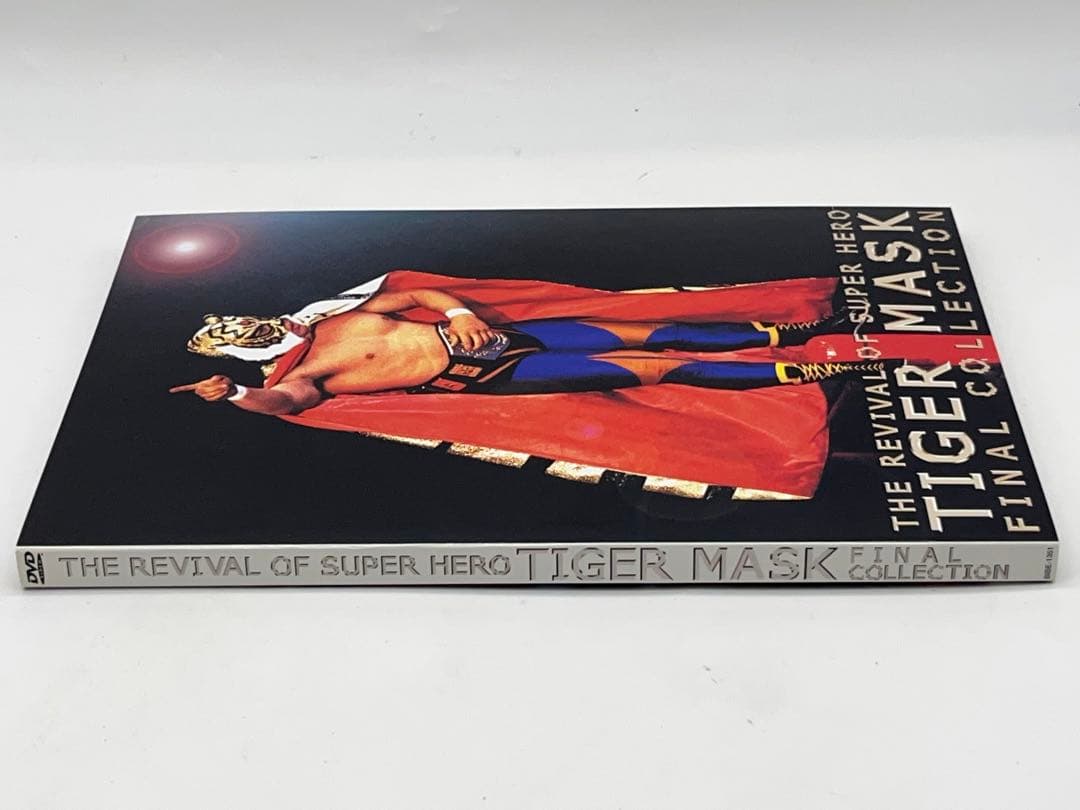 THE REVIVAL OF SUPER HERO
TIGER MASK
FINAL COLLECTION
DVD
THE REVIVAL OF SUPER HERO TIGER MASK FINAL
COLLECTION